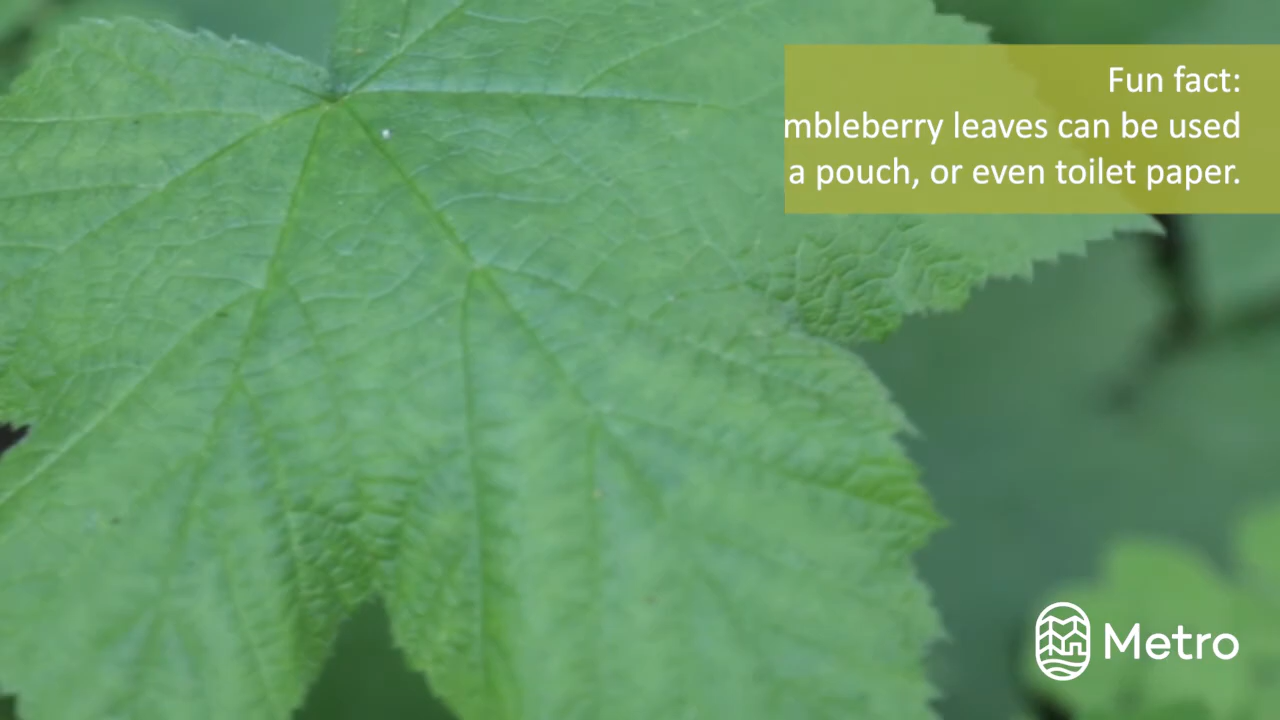 Fun fact:
mbleberry leaves can be used
a pouch, or even toilet paper.
Metro